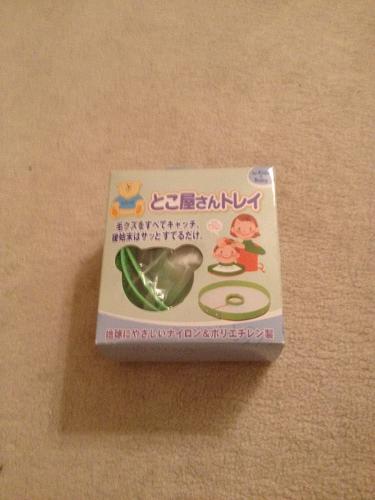 とこ屋さんトレイ
毛クズをすべてキャッチ、
後始末はサッとすてるだけ。
地球にやさしいナイロン&ポリエチレン製